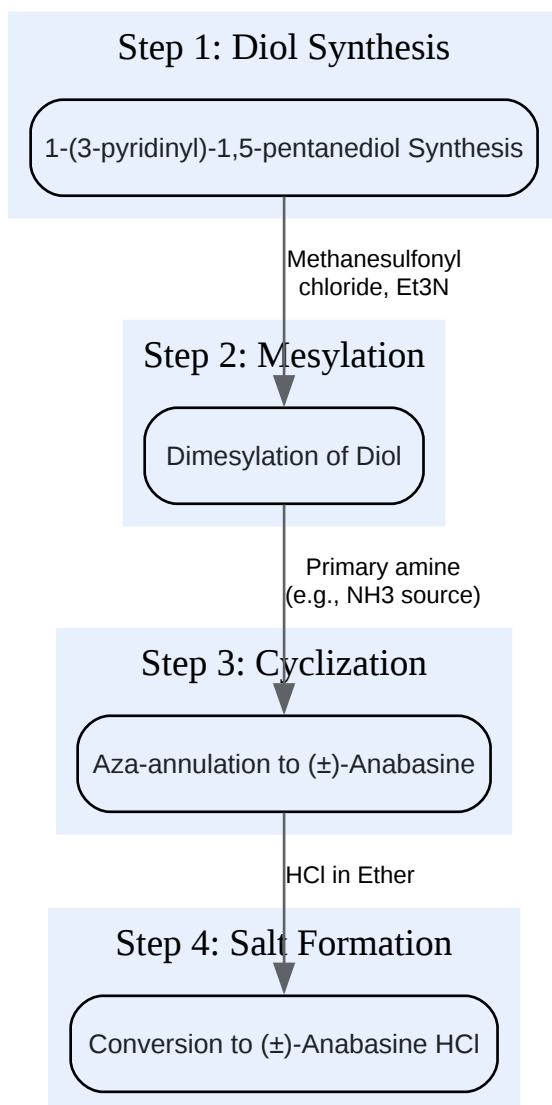 Step 1: Diol Synthesis
1-(3-pyridinyl)-1,5-pentanediol Synthesis
Methanesulfonyl
chloride, Et3N
Step 2: Mesylation
Dimesylation of Diol
Primary amine
(e.g., NH3 source)
Step 3: Cyclization
Aza-annulation to (±)-Anabasine
HCl in Ether
Step 4: Salt Formation
Conversion to (±)-Anabasine HCl